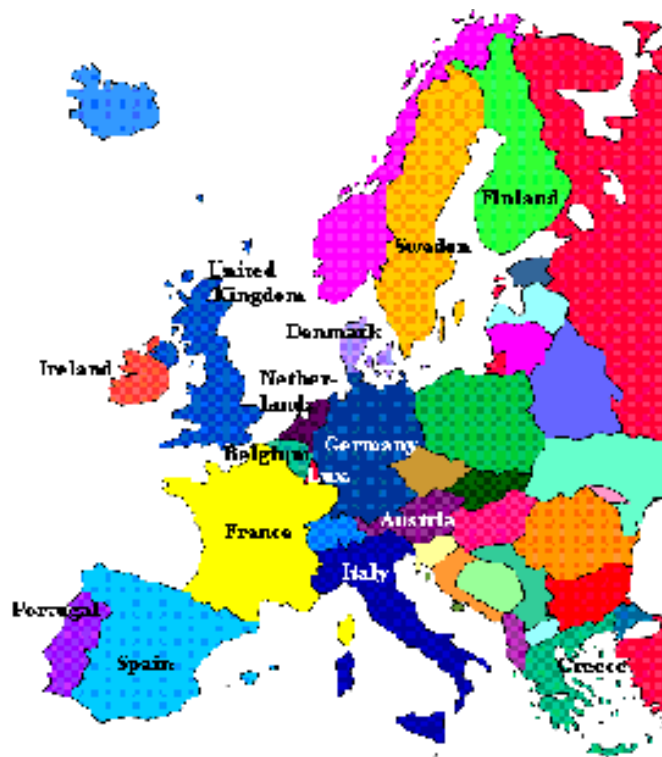 Finland
Sweden
United
Kingdom
Denmark
Ireland
Nether-
lands
Belgium
Germany
Lux.
France
Austria
Italy
Portugal
Spain
Greece